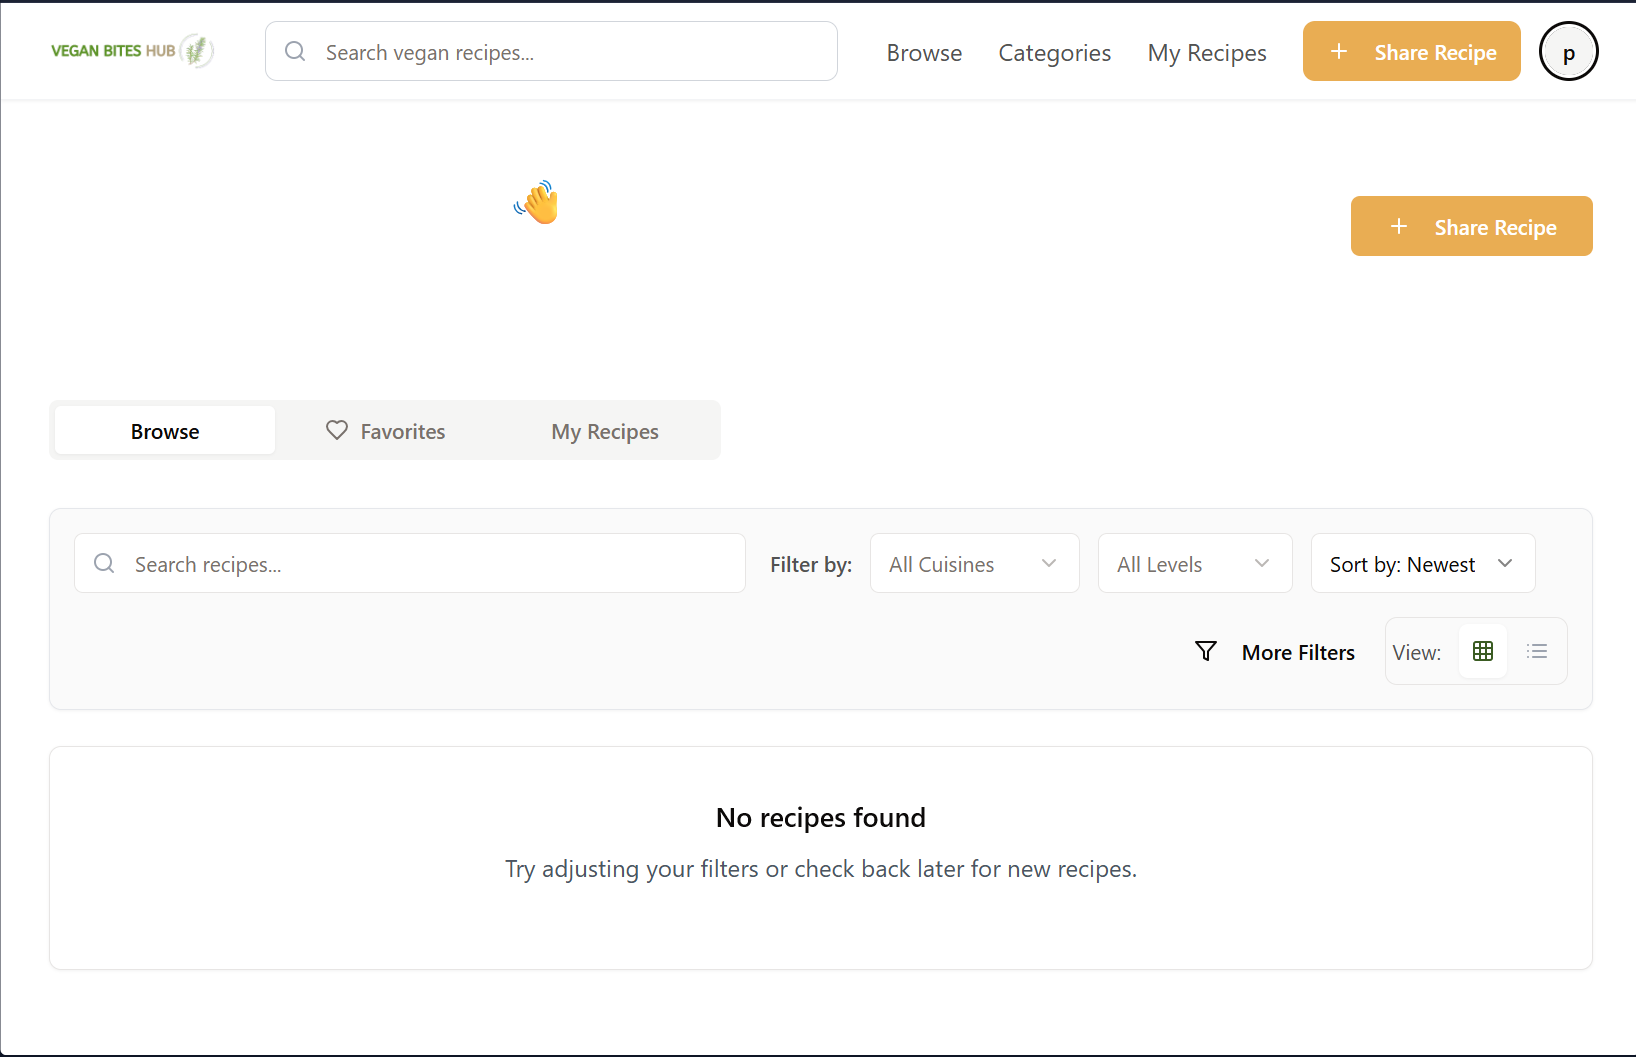 VEGAN BITES HUB
Search vegan recipes...
Browse
Categories
My Recipes
+ Share Recipe
p
👋
+ Share Recipe
Browse
Favorites
My Recipes
Search recipes...
Filter by:
All Cuisines
All Levels
Sort by: Newest
More Filters
View:
No recipes found
Try adjusting your filters or check back later for new recipes.